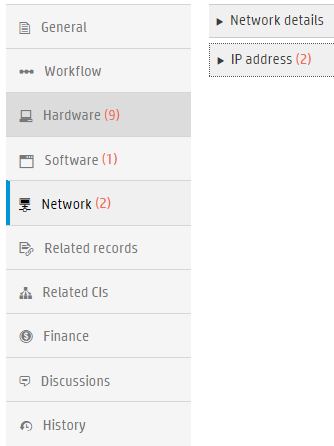 General
Workflow
Hardware (9)
Software (1)
Network (2)
Related records
Related CIs
Finance
Discussions
History
Network details
IP address (2)